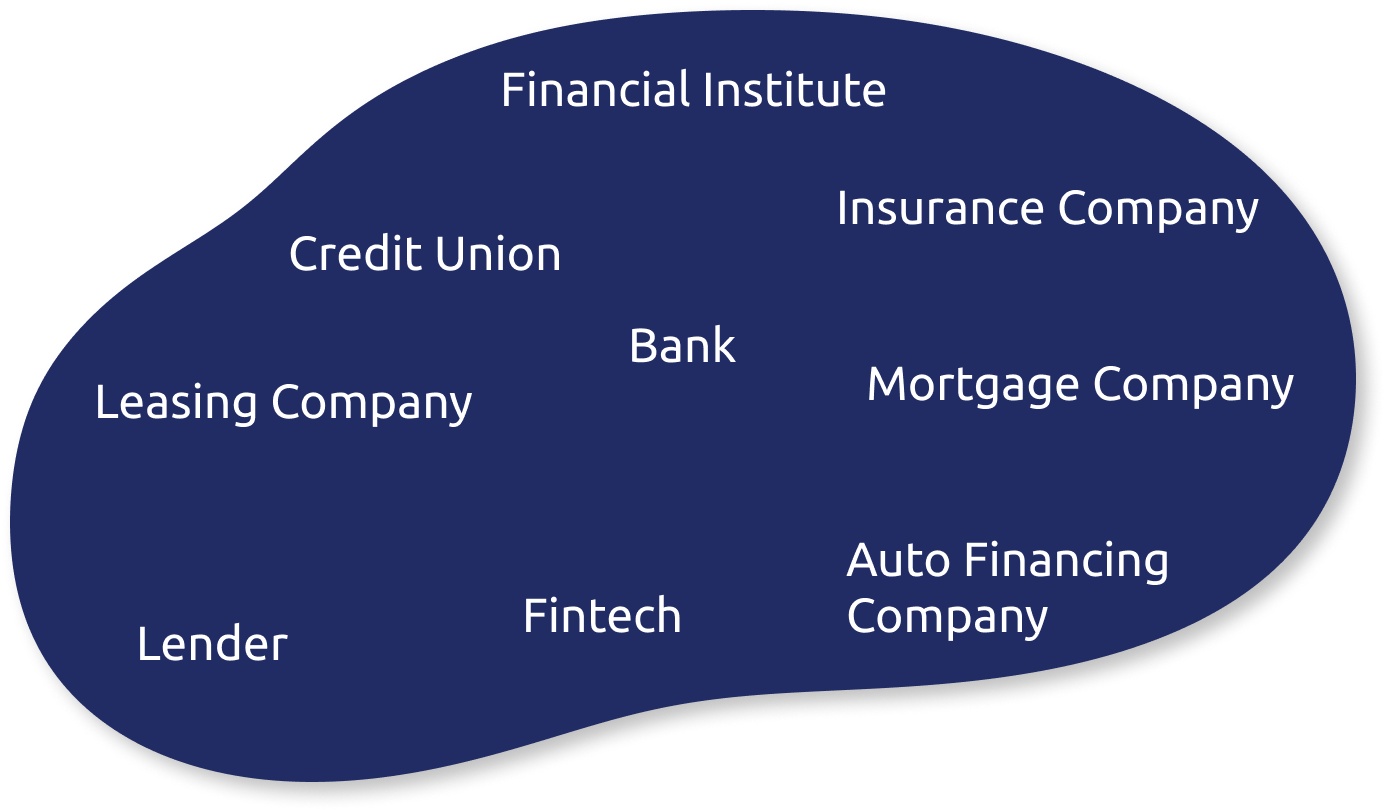 Financial Institute
Insurance Company
Credit Union
Bank
Mortgage Company
Leasing Company
Auto Financing
Company
Fintech
Lender